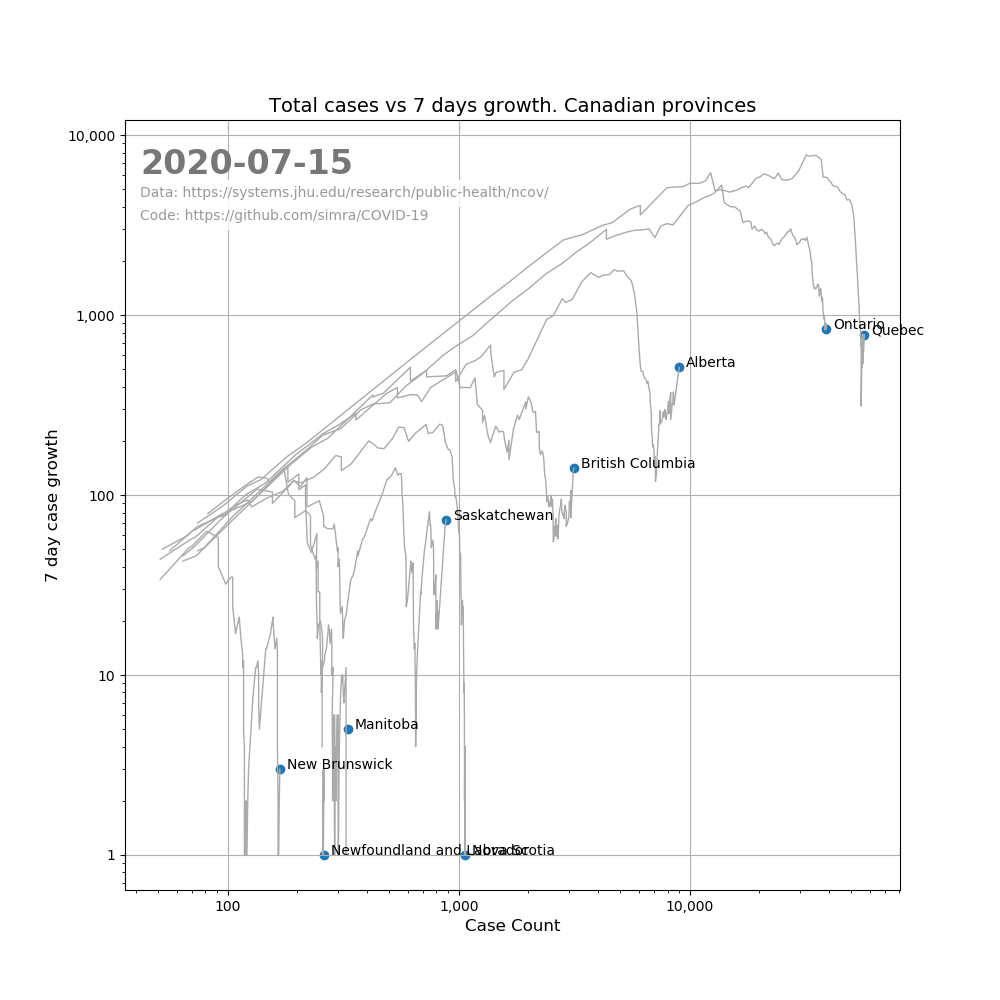 Total cases vs 7 days growth. Canadian provinces
10,000
2020-07-15
Data: https://systems.jhu.edu/research/public-health/ncov/
Code: https://github.com/simra/COVID-19
1,000
Ontario
Quebec
Alberta
British Columbia
100
Saskatchewan
7 day case growth
10
Manitoba
New Brunswick
1
Newfoundland and Labrador
Nova Scotia
100
1,000
10,000
Case Count